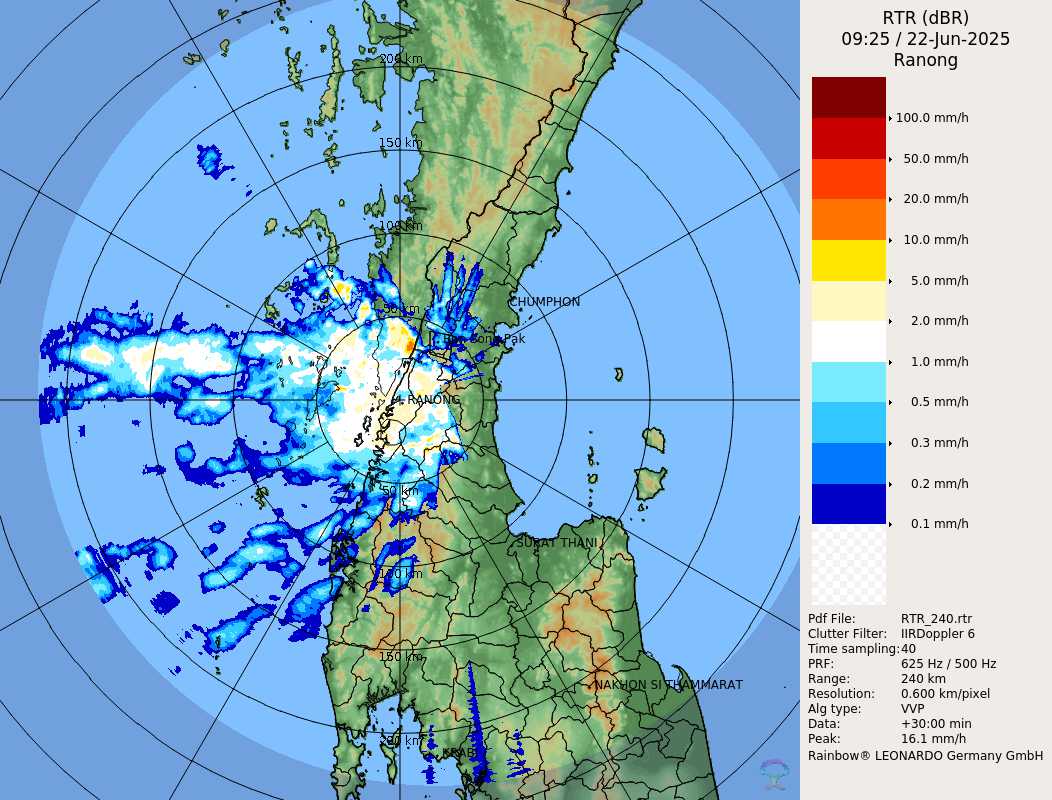 RTR (dBR)
09:25 / 22-Jun-2025
Ranong
100.0 mm/h
50.0 mm/h
20.0 mm/h
10.0 mm/h
5.0 mm/h
2.0 mm/h
1.0 mm/h
0.5 mm/h
0.3 mm/h
0.2 mm/h
0.1 mm/h
Pdf File: RTR_240.rtr
Clutter Filter: IIRDoppler 6
Time sampling:40
PRF: 625 Hz / 500 Hz
Range: 240 km
Resolution: 0.600 km/pixel
Alg type: VVP
Data: +30:00 min
Peak: 16.1 mm/h
Rainbow® LEONARDO Germany GmbH
200 km
150 km
100 km
CHUMPHON
50 km
Pak
RANONG
50 km
SURAT THANI
100 km
150 km
NAKHON SI THAMMARAT
200 km
KRABI